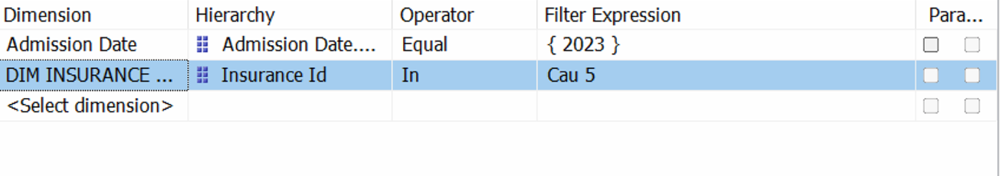 Dimension Hierarchy Operator Filter Expression Para...
Admission Date Admission Date.... Equal { 2023 }
DIM INSURANCE ... Insurance Id In Cau 5
<Select dimension>